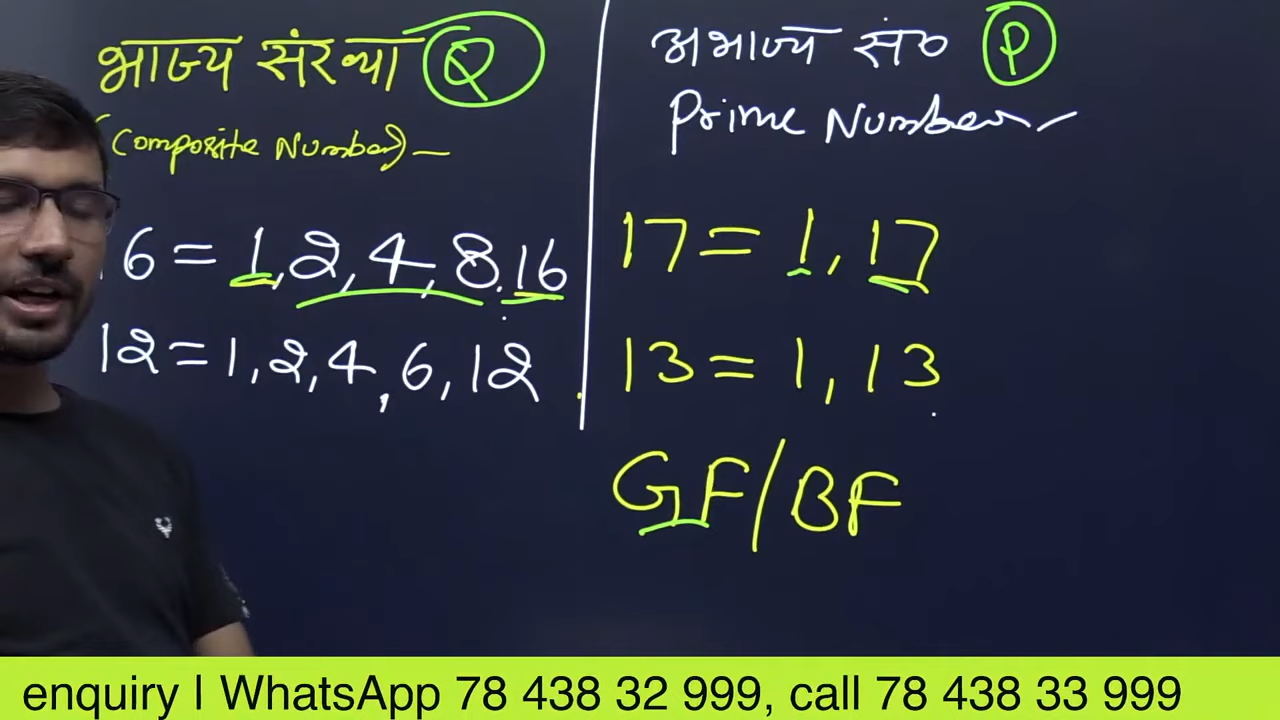 भाज्य संख्या Q
(Composite Number) –
16 = 1, 2, 4, 8, 16
12 = 1, 2, 4, 6, 12
अभाज्य सं० P
Prime Number
17 = 1, 17
13 = 1, 13
GF/BF
enquiry I WhatsApp 78 438 32 999, call 78 438 33 999